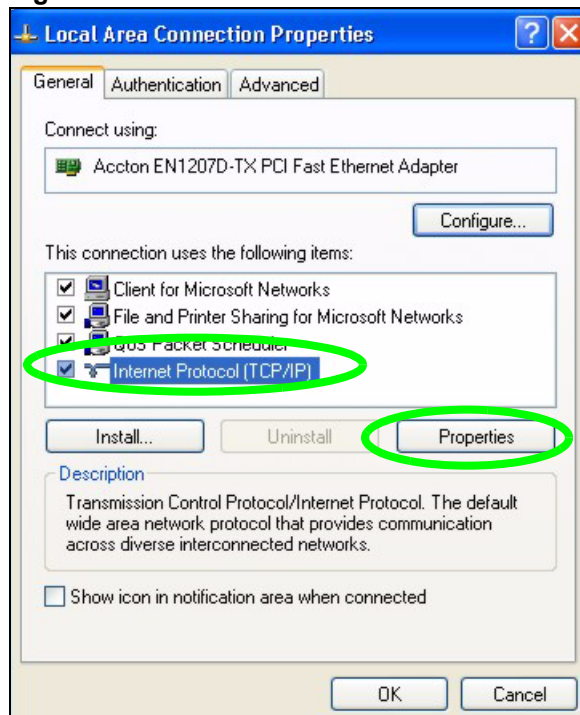 Local Area Connection Properties
General Authentication Advanced
Connect using:
Accton EN1207D-TX PCI Fast Ethernet Adapter
Configure...
This connection uses the following items:
Client for Microsoft Networks
File and Printer Sharing for Microsoft Networks
QoS Packet Scheduler
Internet Protocol (TCP/IP)
Install... Uninstall Properties
Description
Transmission Control Protocol/Internet Protocol. The default
wide area network protocol that provides communication
across diverse interconnected networks.
Show icon in notification area when connected
OK Cancel